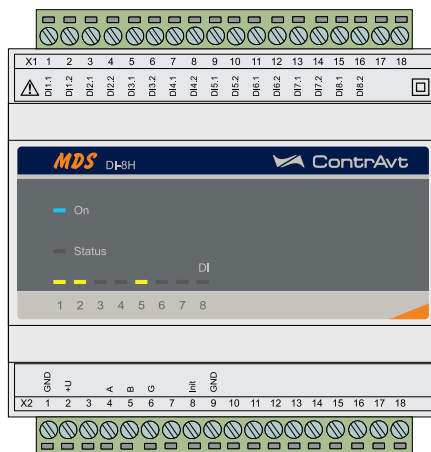 X1 1 2 3 4 5 6 7 8 9 10 11 12 13 14 15 16 17 18
DI1.1 DI1.2 DI2.1 DI2.2 DI3.1 DI3.2 DI4.1 DI4.2 DI5.1 DI5.2 DI6.1 DI6.2 DI7.1 DI7.2 DI8.1 DI8.2
MDS DI-8H ContrAvt
On
Status
DI
1 2 3 4 5 6 7 8
GND +U A B G Init GND
X2 1 2 3 4 5 6 7 8 9 10 11 12 13 14 15 16 17 18